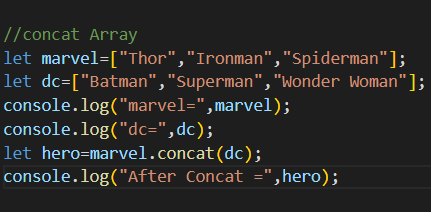 //concat Array
let marvel=["Thor","Ironman","Spiderman"];
let dc=["Batman","Superman","Wonder Woman"];
console.log("marvel=",marvel);
console.log("dc=",dc);
let hero=marvel.concat(dc);
console.log("After Concat =",hero);